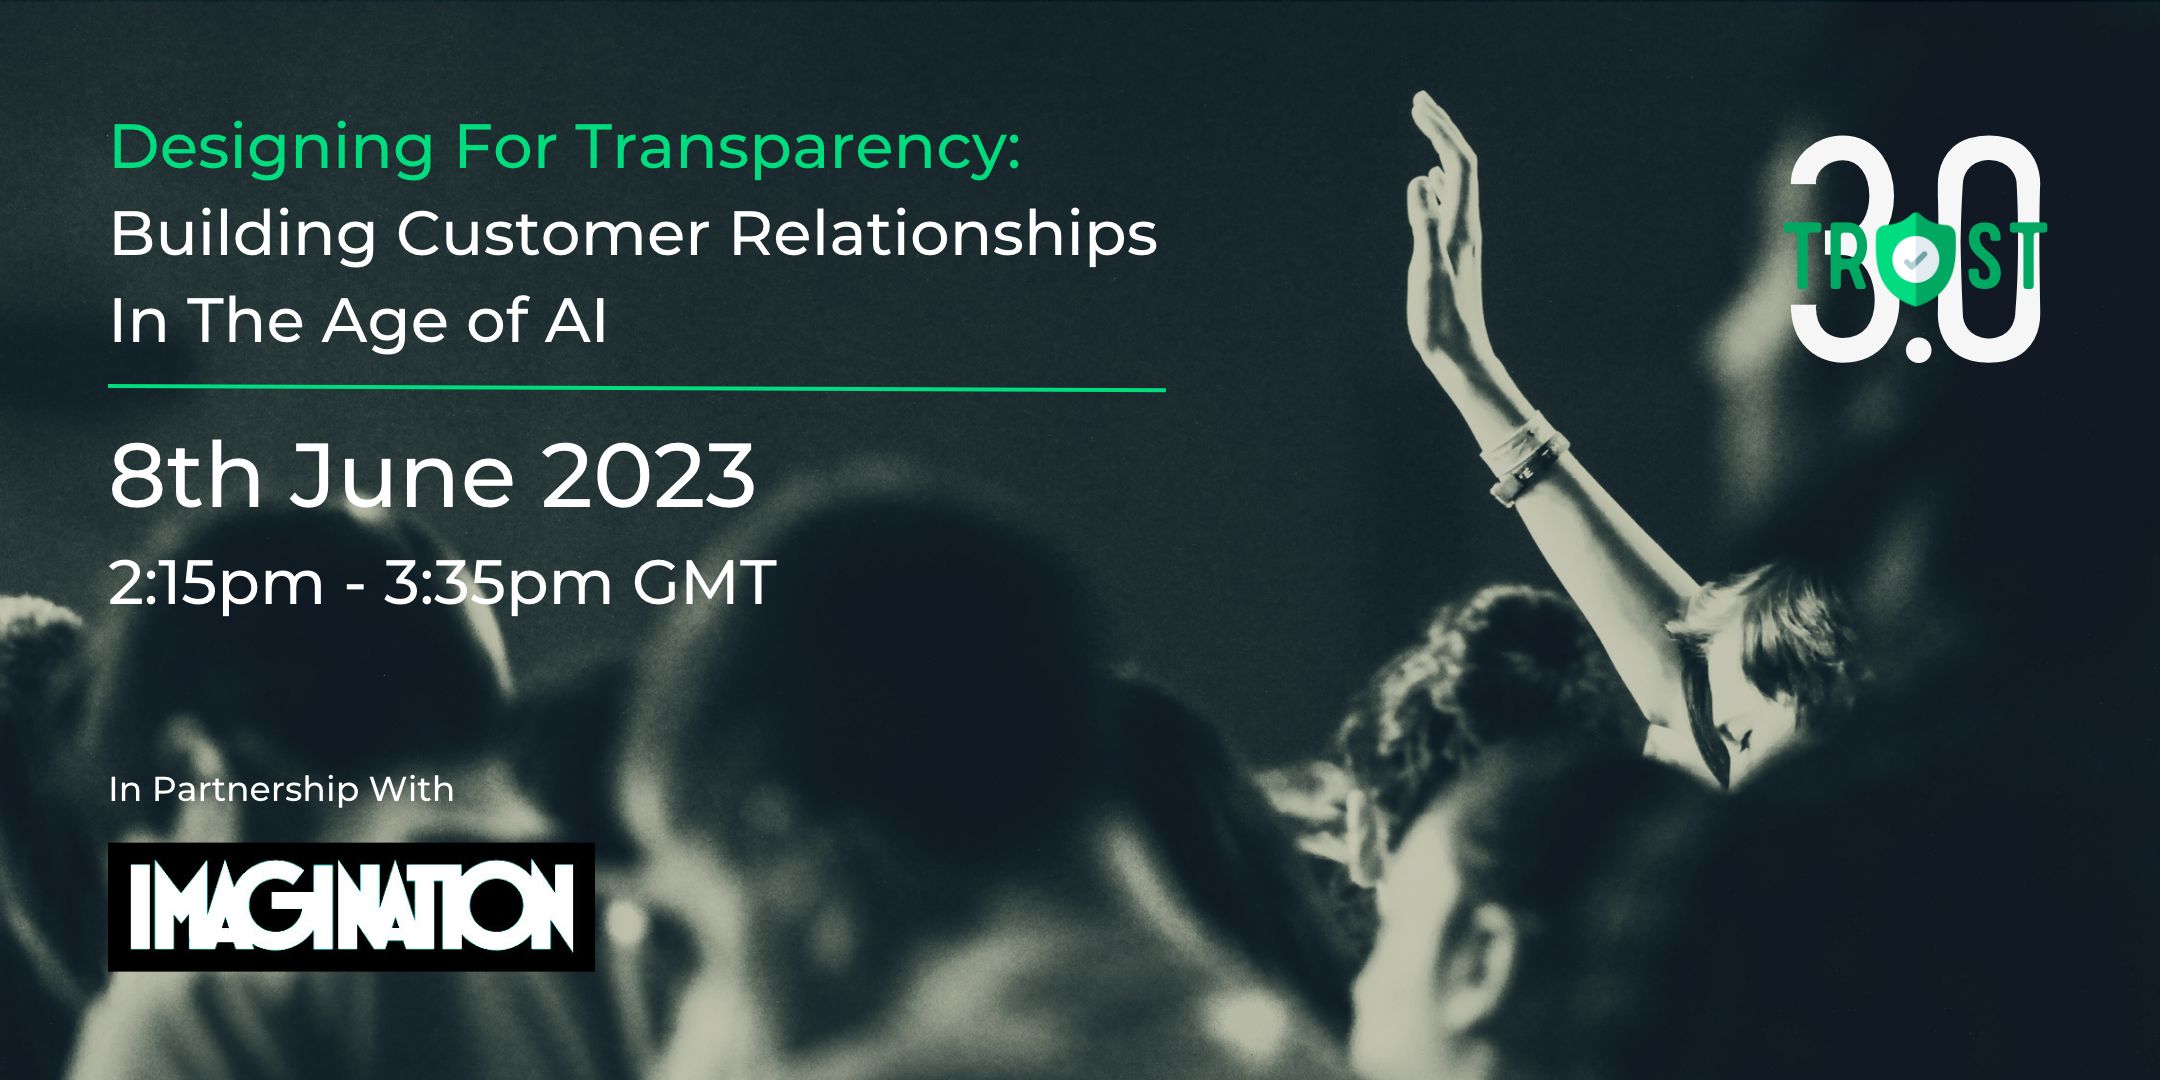 Designing For Transparency:
Building Customer Relationships
In The Age of AI
8th June 2023
2:15pm - 3:35pm GMT
In Partnership With
IMAGINATION
3.0
TRUST